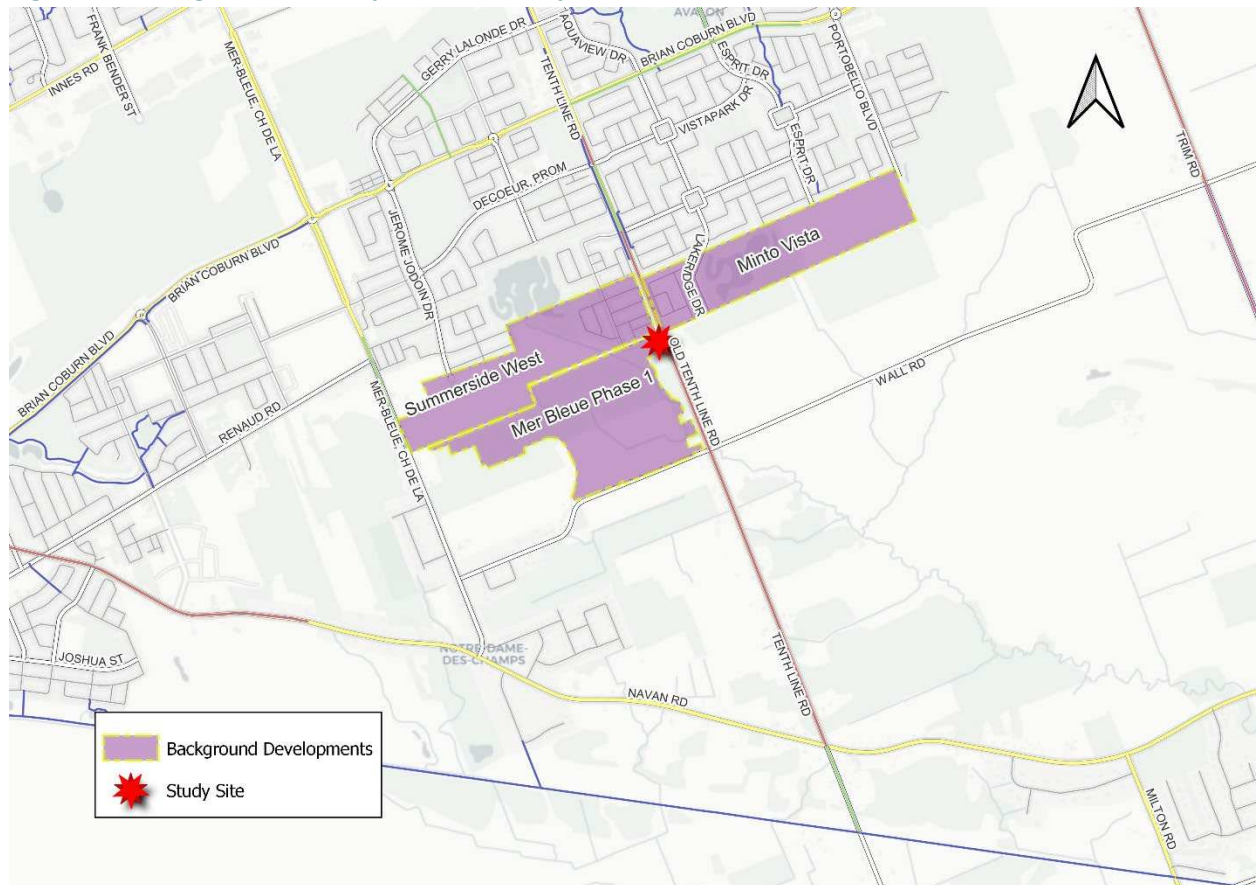 AVALON
FRANK BENDER ST
INNES RD
MER-BLEUE, CH DE LA
GERRY LALONDE DR
TENTH LINE RD
AQUAVIEW DR
BRIAN COBURN BLVD
ESPRIT DR
PORTOBELLO BLVD
VISTAPARK DR
ESPRIT DR
TRIM RD
DECOEUR, PROM
JEROME JODOIN DR
LAKERIDGE DR
Minto Vista
BRIAN COBURN BLVD
BRIAN COBURN BLVD
RENAUD RD
MER-BLEUE, CH DE LA
Summerside West
Mer Bleue Phase 1
OLD TENTH LINE RD
WALL RD
JOSHUA ST
NOTRE-DAME-
DES-CHAMPS
NAVAN RD
TENTH LINE RD
MILTON RD
Background Developments
Study Site